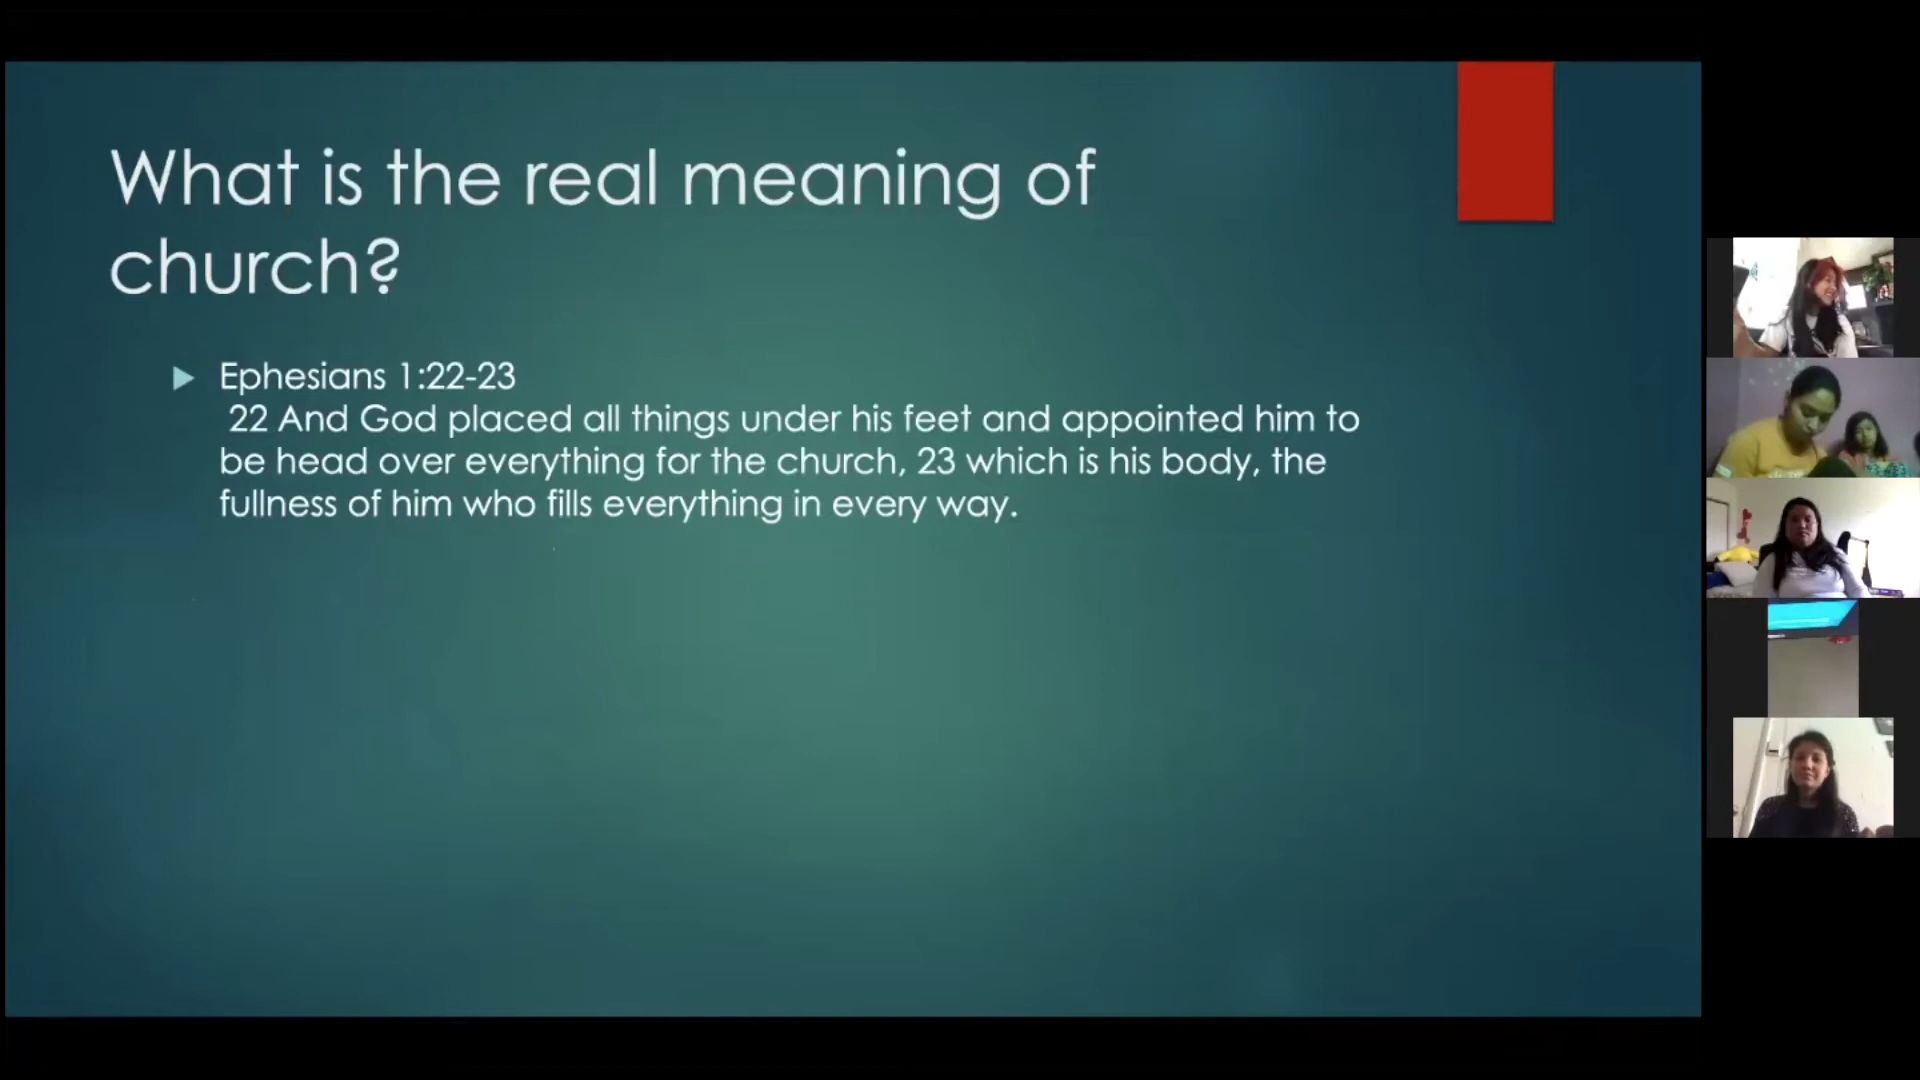 What is the real meaning of
church?
Ephesians 1:22-23
22 And God placed all things under his feet and appointed him to
be head over everything for the church, 23 which is his body, the
fullness of him who fills everything in every way.